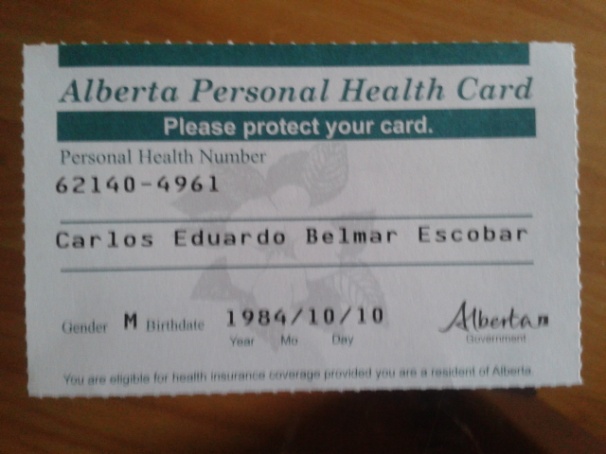 Alberta Personal Health Card
Please protect your card.
Personal Health Number
62140-4961
Carlos Eduardo Belmar Escobar
Gender M Birthdate 1984/10/10
Year Mo Day
Alberta
Government
You are eligible for health insurance coverage provided you are a resident of Alberta.